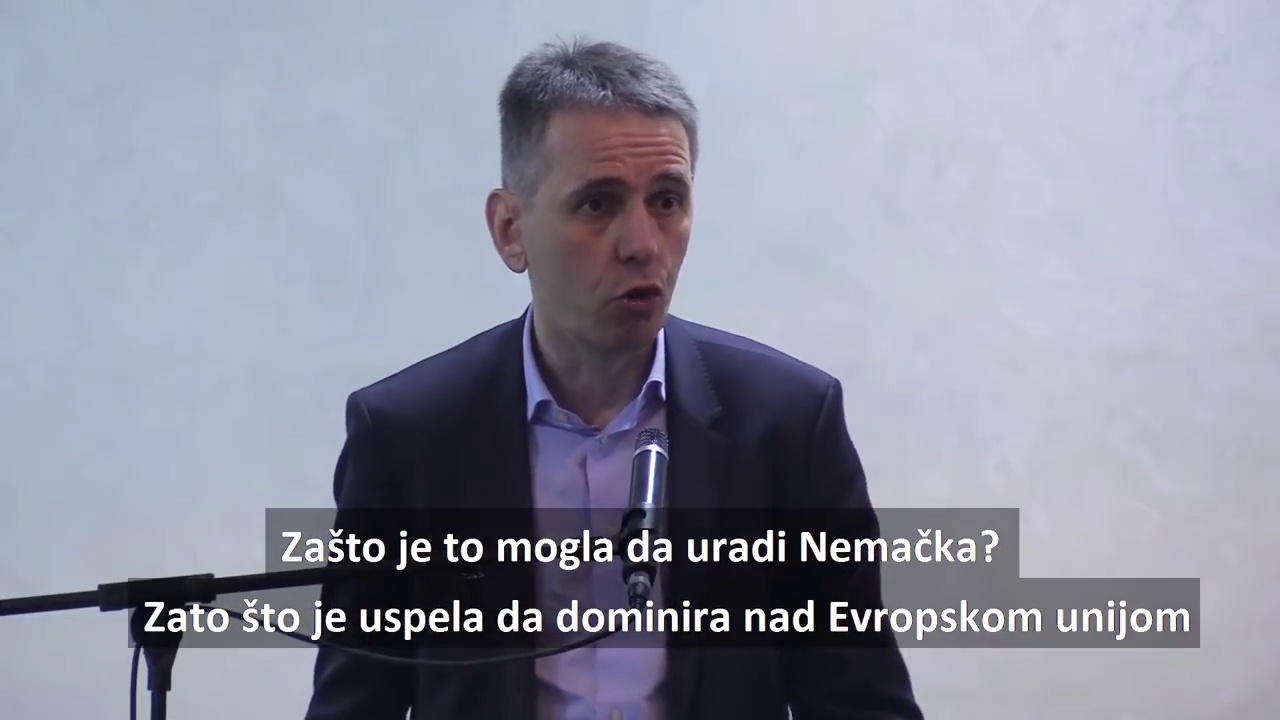 Zašto je to mogla da uradi Nemačka?
Zato što je uspela da dominira nad Evropskom unijom